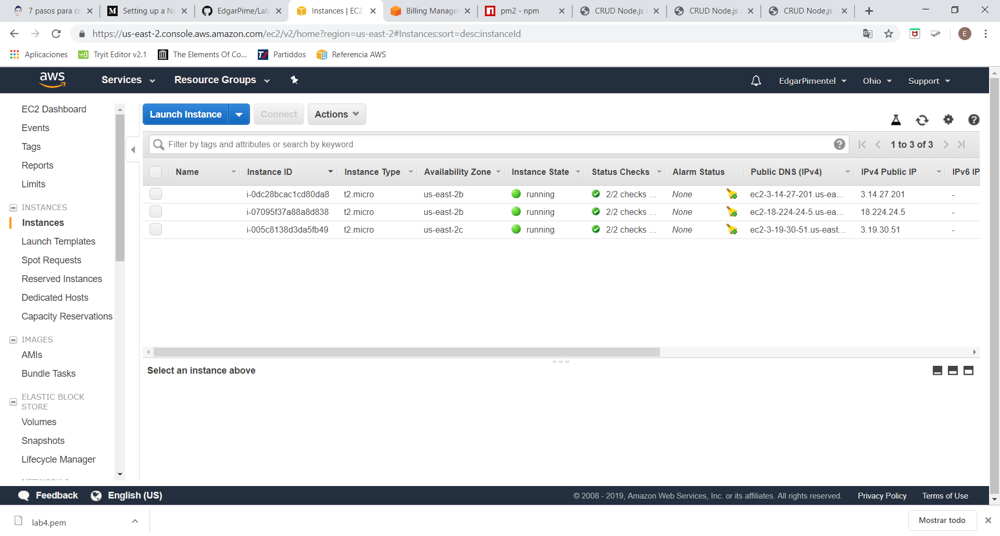 7 pasos para cr
Setting up a No
EdgarPime/Lab
Instances | EC2
Billing Manage
pm2 - npm
CRUD Node.js
CRUD Node.js
CRUD Node.js
https://us-east-2.console.aws.amazon.com/ec2/v2/home?region=us-east-2#Instances:sort=desc:instanceId
E
Aplicaciones
Tryit Editor v2.1
The Elements Of Co...
Partiddos
Referencia AWS
aws
Services
Resource Groups
EdgarPimentel
Ohio
Support
EC2 Dashboard
Events
Tags
Reports
Limits
INSTANCES
Instances
Launch Templates
Spot Requests
Reserved Instances
Dedicated Hosts
Capacity Reservations
IMAGES
AMIs
Bundle Tasks
ELASTIC BLOCK
STORE
Volumes
Snapshots
Lifecycle Manager
Launch Instance
Connect
Actions
Filter by tags and attributes or search by keyword
1 to 3 of 3
Name Instance ID Instance Type Availability Zone Instance State Status Checks Alarm Status Public DNS (IPv4) IPv4 Public IP IPv6 IP
i-0dc28bcac1cd80da8 t2.micro us-east-2b running 2/2 checks ... None ec2-3-14-27-201.us-ea... 3.14.27.201 -
i-07095f37a88a8d838 t2.micro us-east-2b running 2/2 checks ... None ec2-18-224-24-5.us-ea... 18.224.24.5 -
i-005c8138d3da5fb49 t2.micro us-east-2c running 2/2 checks ... None ec2-3-19-30-51.us-east... 3.19.30.51 -
Select an instance above
Feedback
English (US)
© 2008 - 2019, Amazon Web Services, Inc. or its affiliates. All rights reserved.
Privacy Policy
Terms of Use
lab4.pem
Mostrar todo